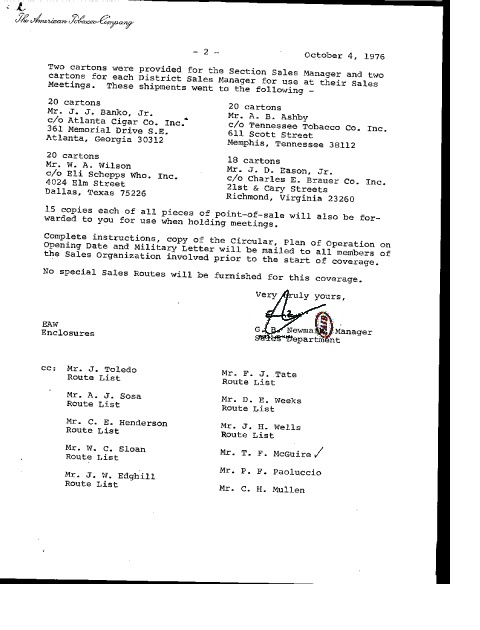 The American Tobacco Company
- 2 -
October 4, 1976
Two cartons were provided for the Section Sales Manager and two
cartons for each District Sales Manager for use at their Sales
Meetings. These shipments went to the following -
20 cartons
Mr. J. J. Banko, Jr.
c/o Atlanta Cigar Co. Inc.
361 Memorial Drive S.E.
Atlanta, Georgia 30312
20 cartons
Mr. A. B. Ashby
c/o Tennessee Tobacco Co. Inc.
611 Scott Street
Memphis, Tennessee 38112
20 cartons
Mr. W. A. Wilson
c/o Eli Schepps Who. Inc.
4024 Elm Street
Dallas, Texas 75226
18 cartons
Mr. J. D. Eason, Jr.
c/o Charles E. Brauer Co. Inc.
21st & Cary Streets
Richmond, Virginia 23260
15 copies each of all pieces of point-of-sale will also be for-
warded to you for use when holding meetings.
Complete instructions, copy of the Circular, Plan of Operation on
Opening Date and Military Letter will be mailed to all members of
the Sales Organization involved prior to the start of coverage.
No special Sales Routes will be furnished for this coverage.
Very truly yours,
G. B. Newman, Manager
Sales Department
EAW
Enclosures
cc: Mr. J. Toledo
Route List
Mr. A. J. Sosa
Route List
Mr. C. E. Henderson
Route List
Mr. W. C. Sloan
Route List
Mr. J. W. Edghill
Route List
Mr. F. J. Tate
Route List
Mr. D. E. Weeks
Route List
Mr. J. H. Wells
Route List
Mr. T. F. McGuire ✓
Mr. P. F. Paoluccio
Mr. C. H. Mullen